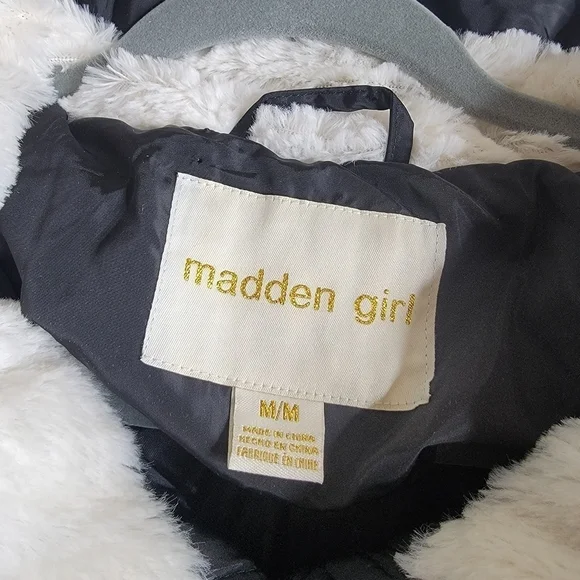 madden girl
M/M
MADE IN CHINA
HECHO EN CHINA
FABRIQUÉ EN CHINE